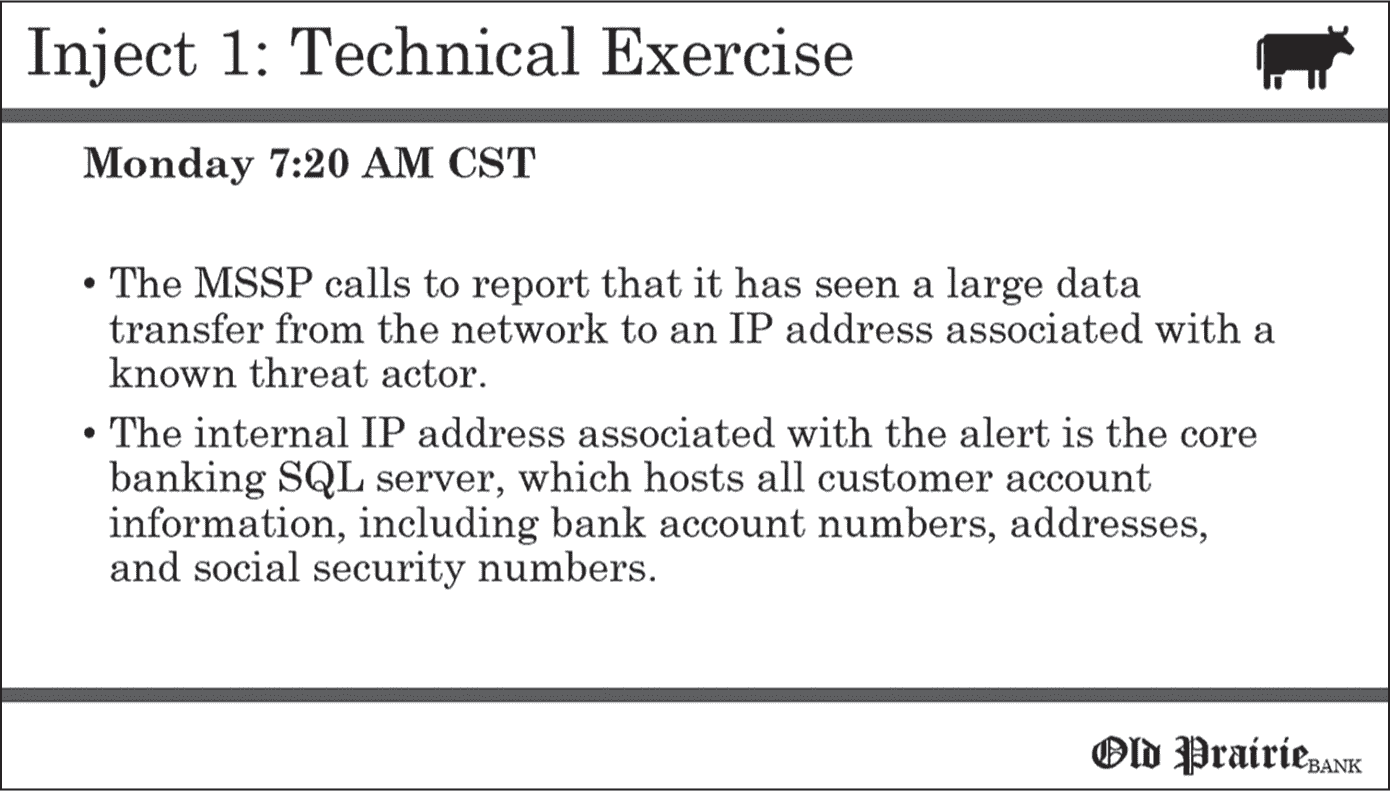 Inject 1: Technical Exercise
Monday 7:20 AM CST
• The MSSP calls to report that it has seen a large data
transfer from the network to an IP address associated with a
known threat actor.
• The internal IP address associated with the alert is the core
banking SQL server, which hosts all customer account
information, including bank account numbers, addresses,
and social security numbers.
Old Prairie BANK